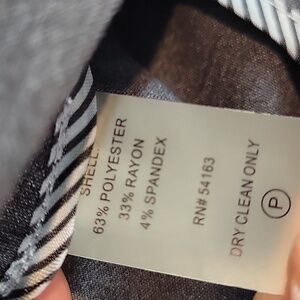 SHELL:
63% POLYESTER
33% RAYON
4% SPANDEX
RN# 54163
DRY CLEAN ONLY
P